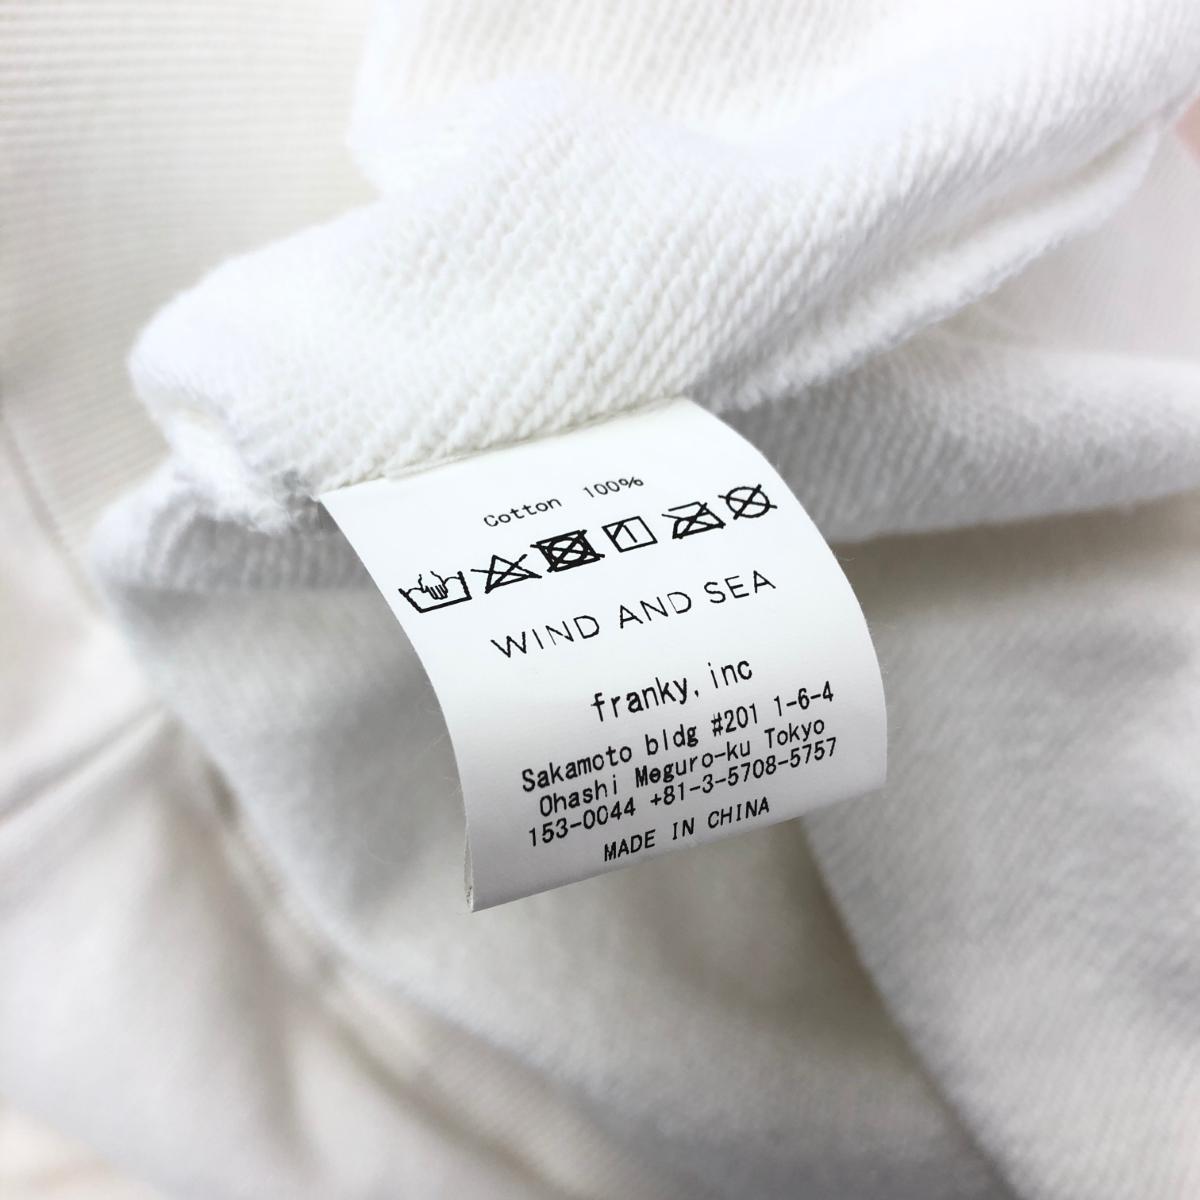 Cotton 100%
WIND AND SEA
franky, inc
Sakamoto bldg #201 1-6-4
Ohashi Meguro-ku Tokyo
153-0044 +81-3-5708-5757
MADE IN CHINA